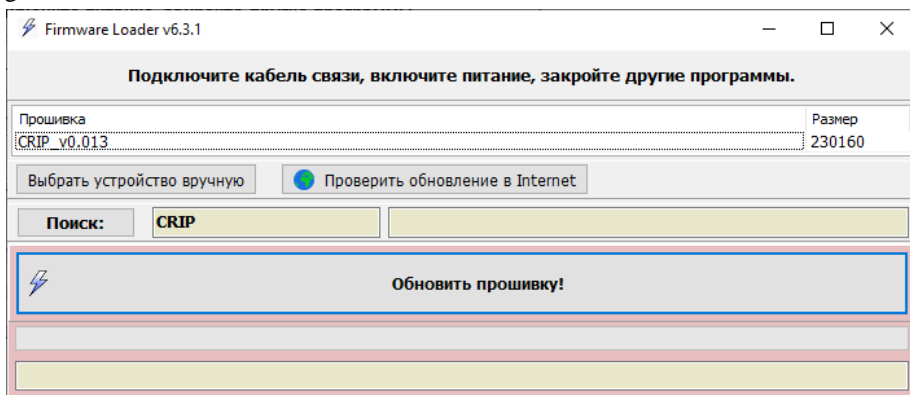 Firmware Loader v6.3.1
Подключите кабель связи, включите питание, закройте другие программы.
Прошивка Размер
CRIP_v0.013 230160
Выбрать устройство вручную Проверить обновление в Internet
Поиск: CRIP
Обновить прошивку!